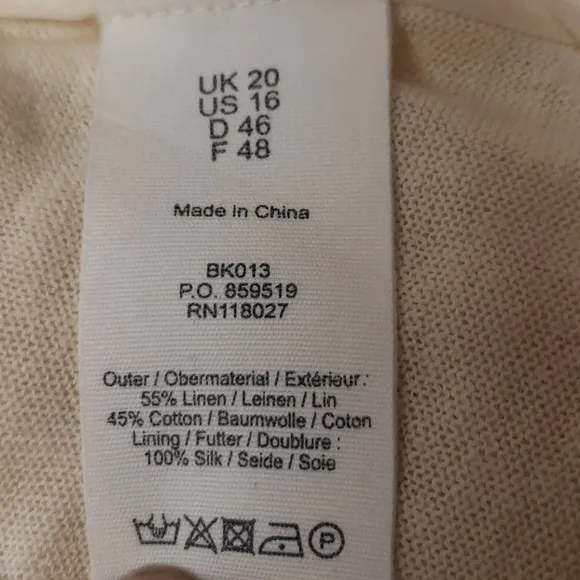 UK 20
US 16
D 46
F 48
Made in China
BK013
P.O. 859519
RN118027
Outer / Obermaterial / Extérieur :
55% Linen / Leinen / Lin
45% Cotton / Baumwolle / Coton
Lining / Futter / Doublure :
100% Silk / Seide / Soie
P